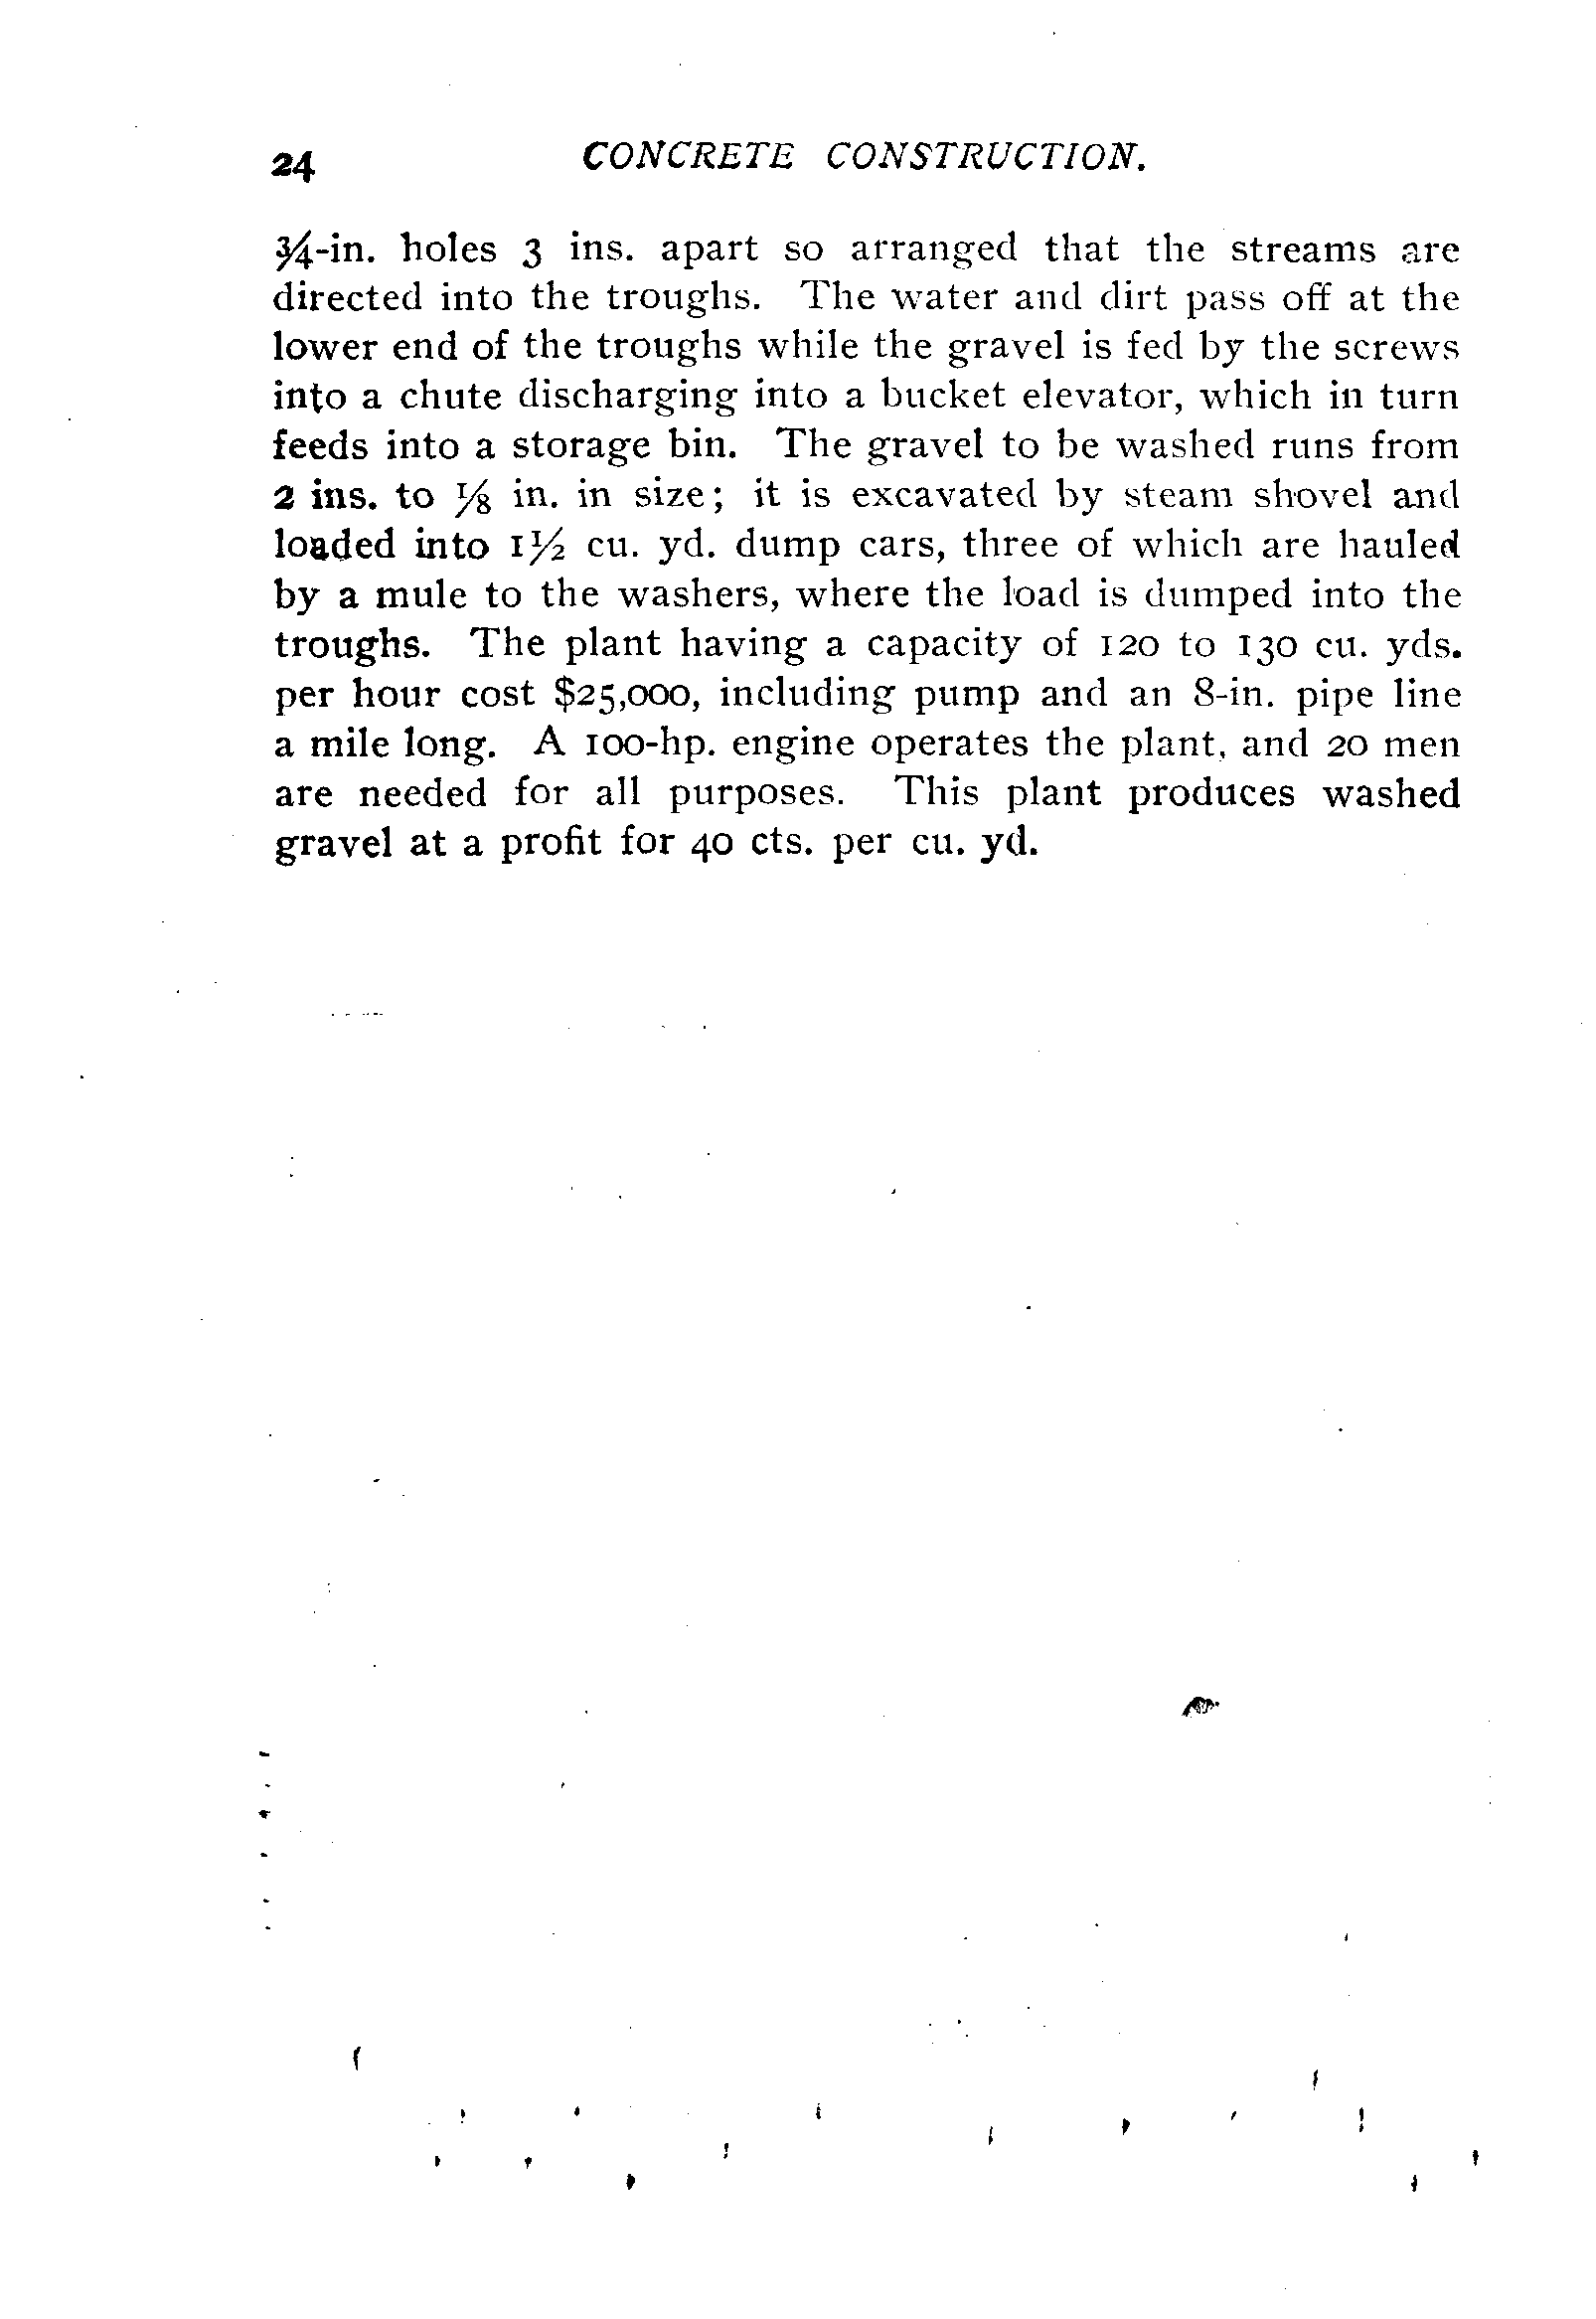 24 CONCRETE CONSTRUCTION.
¾-in. holes 3 ins. apart so arranged that the streams are
directed into the troughs. The water and dirt pass off at the
lower end of the troughs while the gravel is fed by the screws
into a chute discharging into a bucket elevator, which in turn
feeds into a storage bin. The gravel to be washed runs from
2 ins. to ⅛ in. in size; it is excavated by steam shovel and
loaded into 1½ cu. yd. dump cars, three of which are hauled
by a mule to the washers, where the load is dumped into the
troughs. The plant having a capacity of 120 to 130 cu. yds.
per hour cost $25,000, including pump and an 8-in. pipe line
a mile long. A 100-hp. engine operates the plant, and 20 men
are needed for all purposes. This plant produces washed
gravel at a profit for 40 cts. per cu. yd.